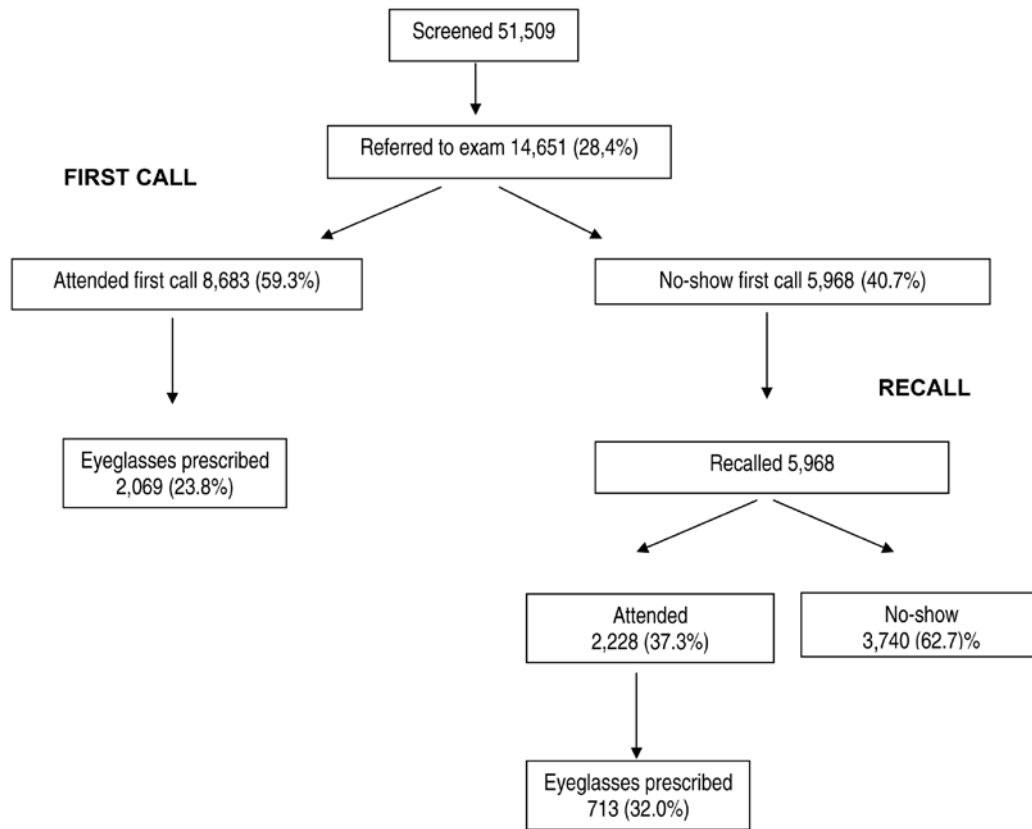 Screened 51,509
Referred to exam 14,651 (28,4%)
FIRST CALL
Attended first call 8,683 (59.3%)
No-show first call 5,968 (40.7%)
RECALL
Eyeglasses prescribed
2,069 (23.8%)
Recalled 5,968
Attended
2,228 (37.3%)
No-show
3,740 (62.7)%
Eyeglasses prescribed
713 (32.0%)